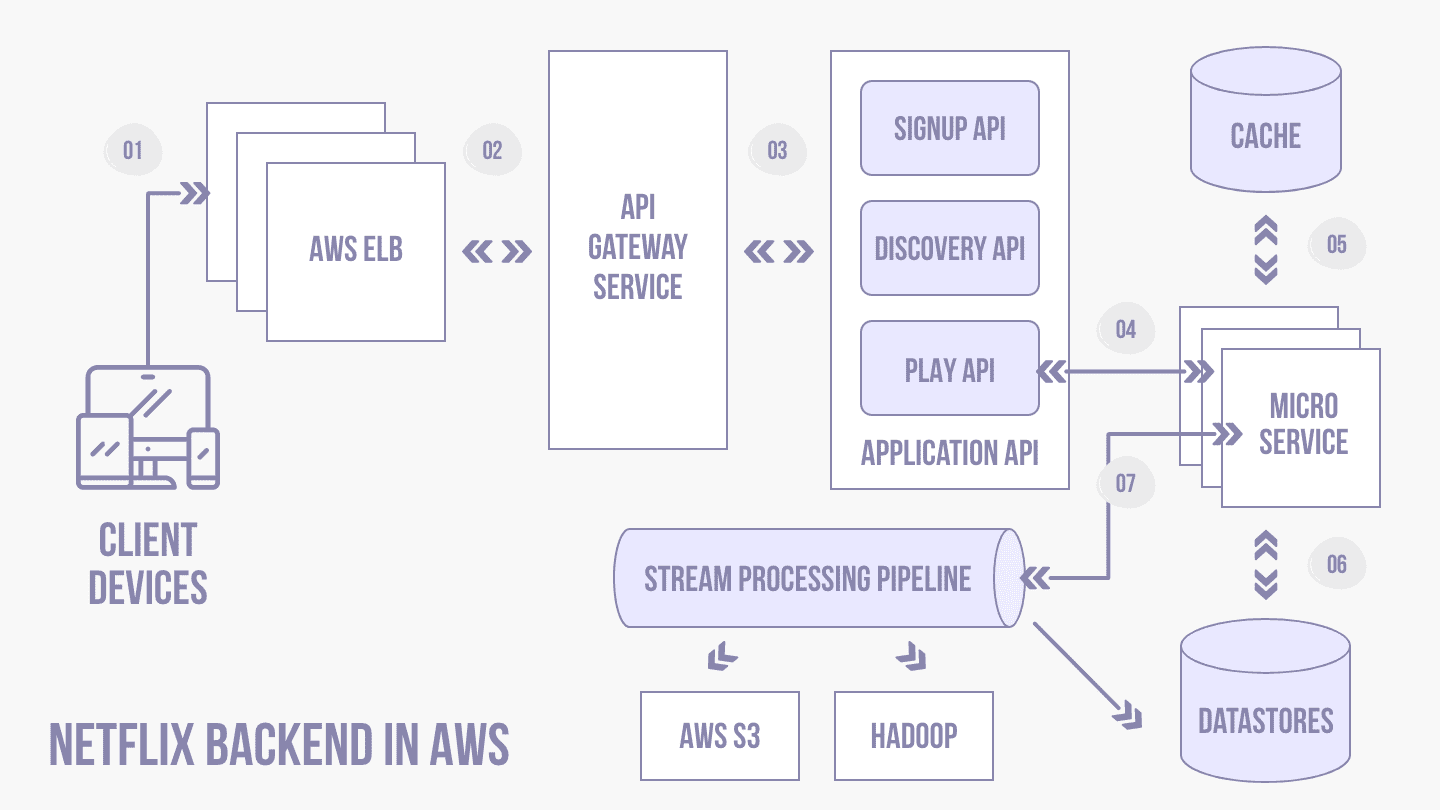 01
02
03
AWS ELB
API
GATEWAY
SERVICE
SIGNUP API
DISCOVERY API
PLAY API
APPLICATION API
CACHE
05
04
MICRO
SERVICE
07
06
CLIENT
DEVICES
STREAM PROCESSING PIPELINE
AWS S3
HADOOP
DATASTORES
NETFLIX BACKEND IN AWS